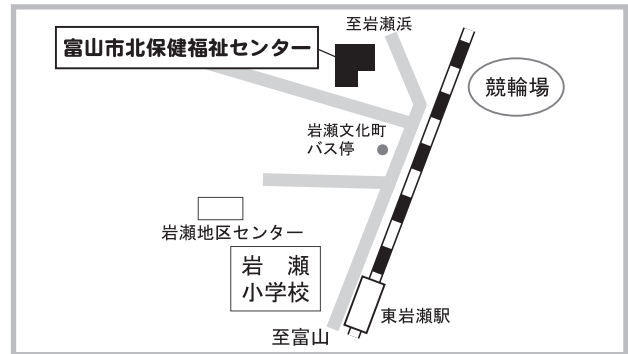 至岩瀬浜
富山市北保健福祉センター
競輪場
岩瀬文化町
バス停
岩瀬地区センター
岩 瀬
小学校
東岩瀬駅
至富山